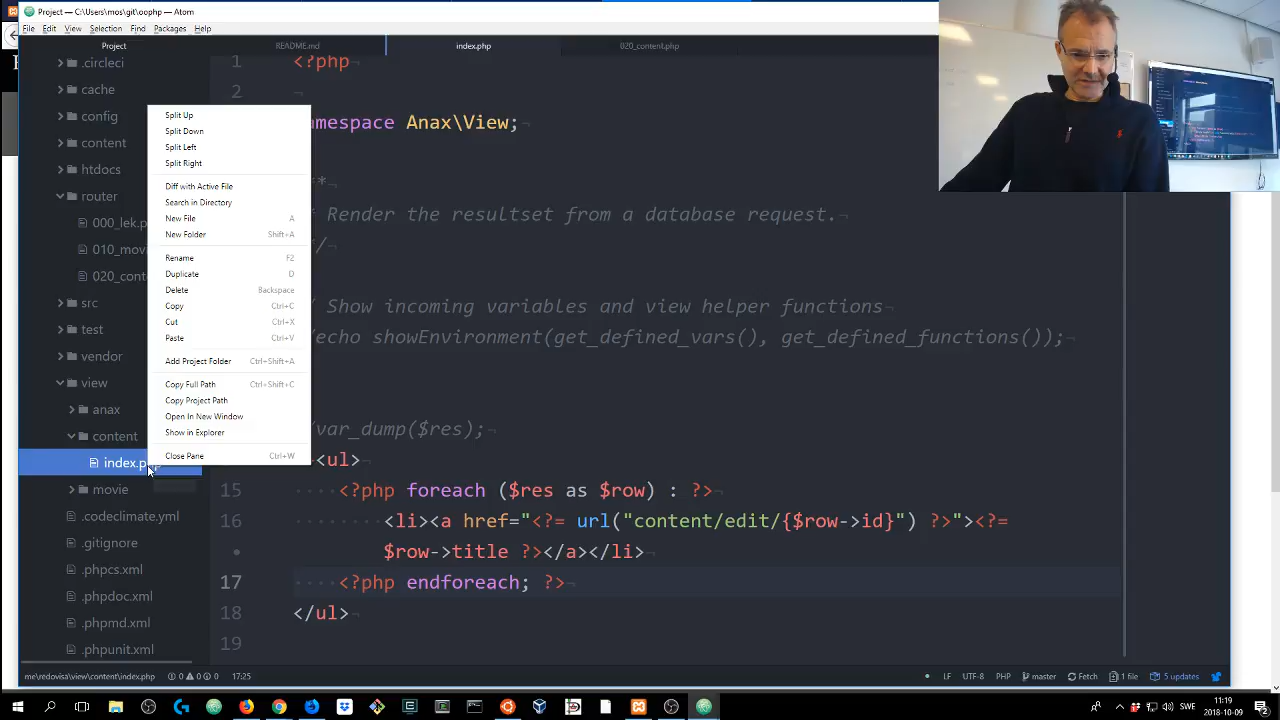 Project — C:\Users\mos\git\oophp — Atom
File Edit View Selection Find Packages Help
Project
README.md
index.php
020_content.php
.circleci
cache
config
content
htdocs
router
000_lek.p
010_movi
020_cont
src
test
vendor
view
anax
content
index.php
movie
.codeclimate.yml
.gitignore
.phpcs.xml
.phpdoc.xml
.phpmd.xml
.phpunit.xml
Split Up
Split Down
Split Left
Split Right
Diff with Active File
Search in Directory
New File A
New Folder Shift+A
Rename F2
Duplicate D
Delete Backspace
Copy Ctrl+C
Cut Ctrl+X
Paste Ctrl+V
Add Project Folder Ctrl+Shift+A
Copy Full Path Ctrl+Shift+C
Copy Project Path
Open In New Window
Show in Explorer
Close Pane Ctrl+W
1 <?php
2
mespace Anax\View;
*
* Render the resultset from a database request.
/
/ Show incoming variables and view helper functions
/echo showEnvironment(get_defined_vars(), get_defined_functions());
/var_dump($res);
<ul>
15 <?php foreach ($res as $row) : ?>
16 <li><a href="<?= url("content/edit/{$row->id}") ?>"><?=
$row->title ?></a></li>
17 <?php endforeach; ?>
18 </ul>
19
me\redovisa\view\content\index.php 0 0 0 17:25
LF UTF-8 PHP master Fetch 1 file 5 updates
SWE
11:19
2018-10-09